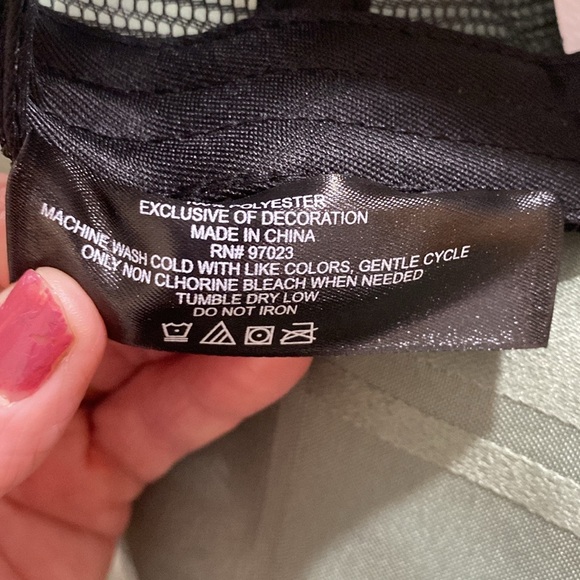 POLYESTER
EXCLUSIVE OF DECORATION
MADE IN CHINA
RN# 97023
MACHINE WASH COLD WITH LIKE COLORS, GENTLE CYCLE
ONLY NON CLHORINE BLEACH WHEN NEEDED
TUMBLE DRY LOW
DO NOT IRON